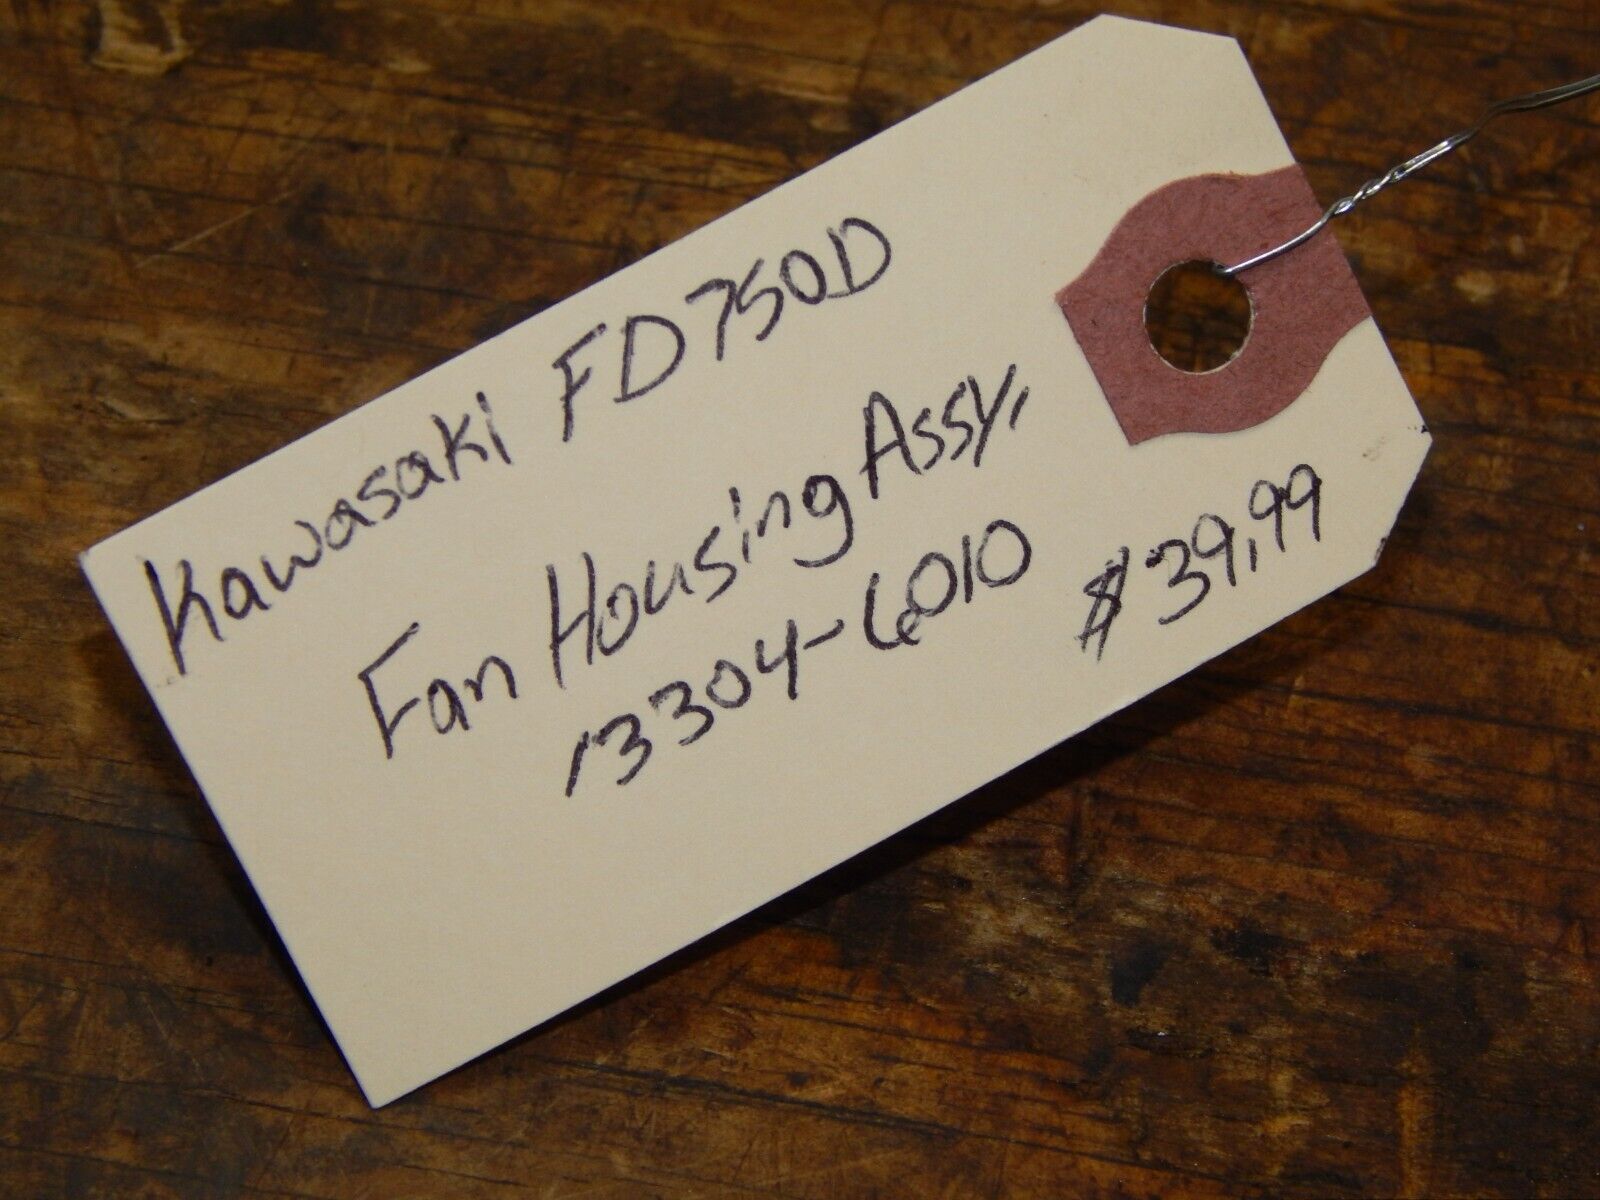 Kawasaki FD750D
Fan Housing Assy.
13304-6010
$39.99